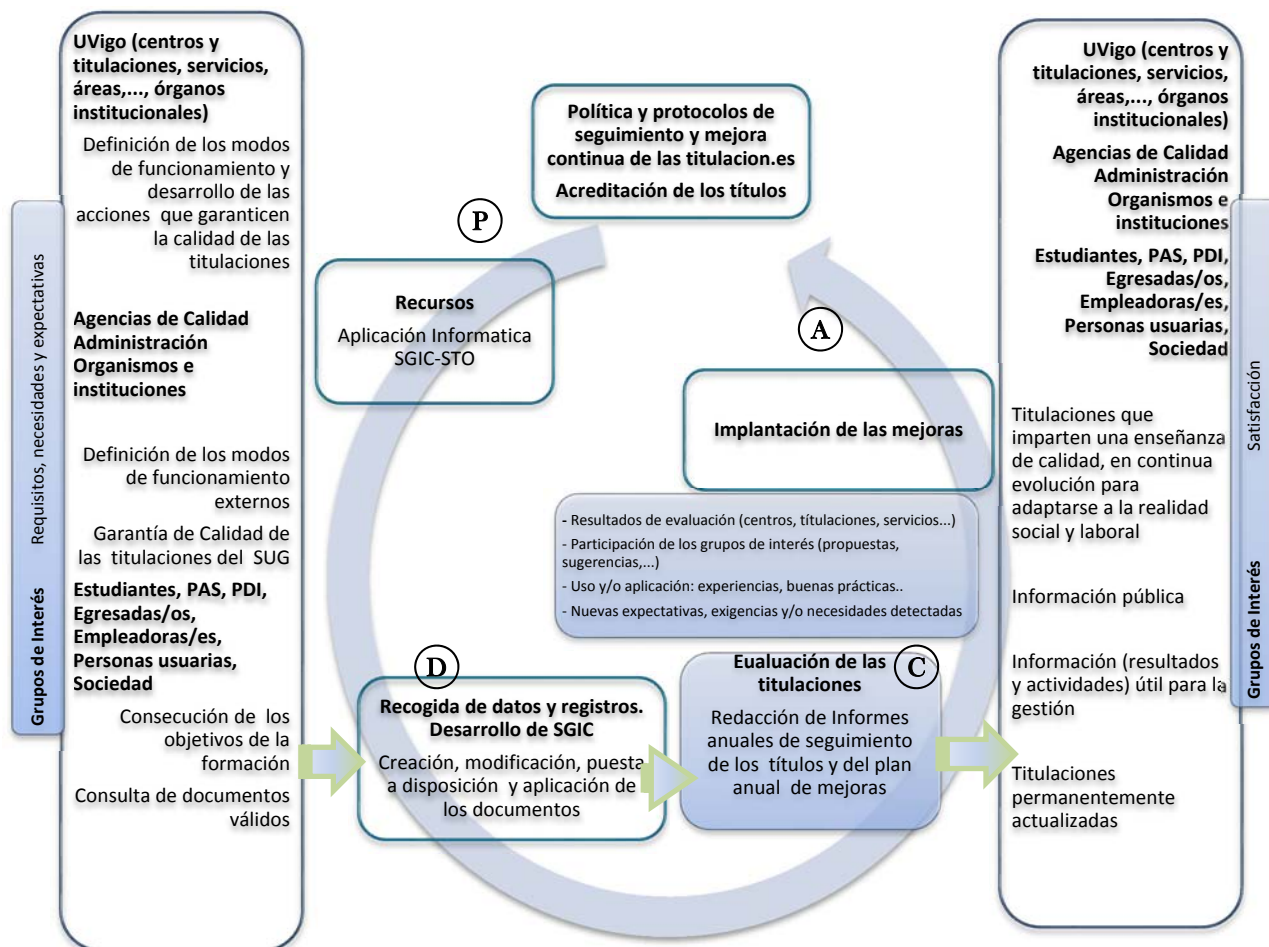 Grupos de Interés
Requisitos, necesidades y expectativas
UVigo (centros y
titulaciones, servicios,
áreas,..., órganos
institucionales)
Definición de los modos
de funcionamiento y
desarrollo de las
acciones que garanticen
la calidad de las
titulaciones
Agencias de Calidad
Administración
Organismos e
instituciones
Definición de los modos
de funcionamiento
externos
Garantía de Calidad de
las titulaciones del SUG
Estudiantes, PAS, PDI,
Egresadas/os,
Empleadoras/es,
Personas usuarias,
Sociedad
Consecución de los
objetivos de la
formación
Consulta de documentos
válidos
Política y protocolos de
seguimiento y mejora
continua de las titulacion.es
Acreditación de los títulos
P
Recursos
Aplicación Informatica
SGIC-STO
A
Implantación de las mejoras
- Resultados de evaluación (centros, títulaciones, servicios...)
- Participación de los grupos de interés (propuestas,
sugerencias,...)
- Uso y/o aplicación: experiencias, buenas prácticas..
- Nuevas expectativas, exigencias y/o necesidades detectadas
D
Recogida de datos y registros.
Desarrollo de SGIC
Creación, modificación, puesta
a disposición y aplicación de
los documentos
C
Eualuación de las
titulaciones
Redacción de Informes
anuales de seguimiento
de los títulos y del plan
anual de mejoras
UVigo (centros y
titulaciones, servicios,
áreas,..., órganos
institucionales)
Agencias de Calidad
Administración
Organismos e
instituciones
Estudiantes, PAS, PDI,
Egresadas/os,
Empleadoras/es,
Personas usuarias,
Sociedad
Titulaciones que
imparten una enseñanza
de calidad, en continua
evolución para
adaptarse a la realidad
social y laboral
Información pública
Información (resultados
y actividades) útil para la
gestión
Titulaciones
permanentemente
actualizadas
Grupos de Interés
Satisfacción